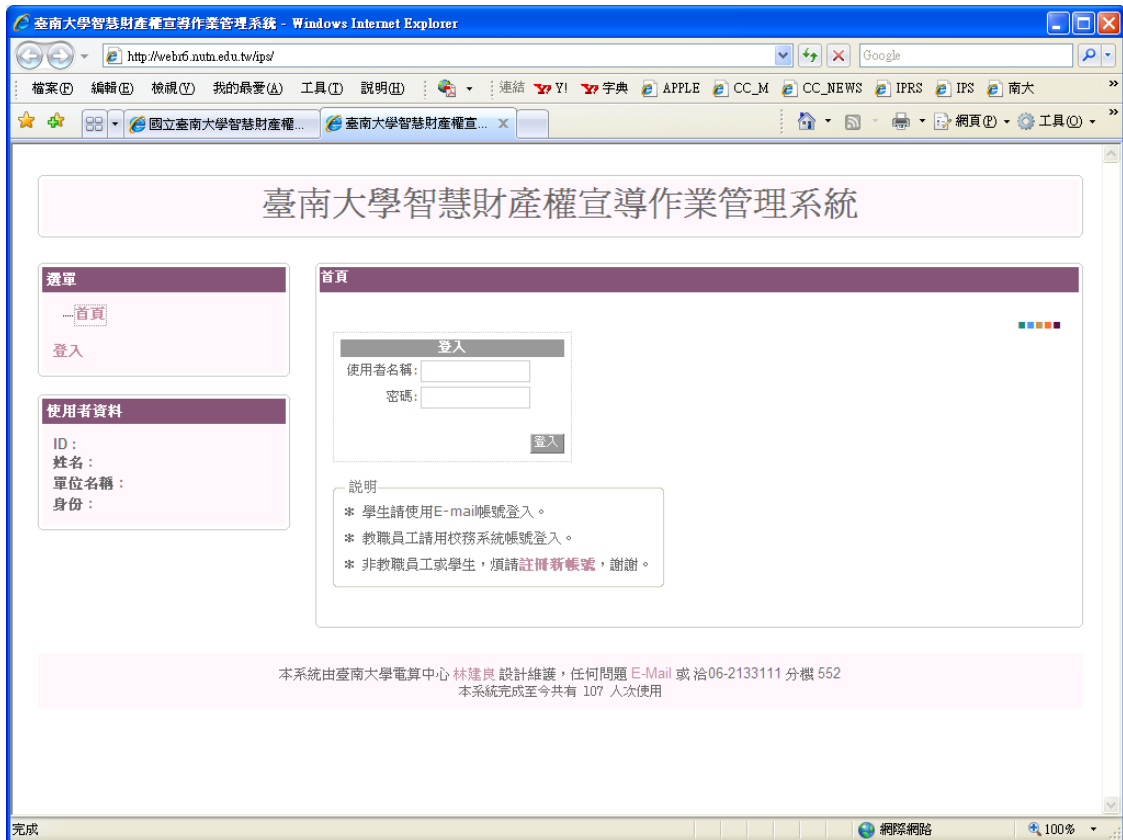 臺南大學智慧財產權宣導作業管理系統 - Windows Internet Explorer
http://webr6.nutn.edu.tw/ips/
Google
檔案(F) 編輯(E) 檢視(V) 我的最愛(A) 工具(T) 說明(H) 連結 Y! 字典 APPLE CC_M CC_NEWS IPRS IPS 南大 »
國立臺南大學智慧財產權... 臺南大學智慧財產權宣... X 網頁(P) 工具(O) »
臺南大學智慧財產權宣導作業管理系統
選單
首頁
登入
使用者資料
ID：
姓名：
單位名稱：
身份：
首頁
登入
使用者名稱:
密碼:
登入
說明
* 學生請使用E-mail帳號登入。
* 教職員工請用校務系統帳號登入。
* 非教職員工或學生，煩請註冊新帳號，謝謝。
本系統由臺南大學電算中心 林建良 設計維護，任何問題 E-Mail 或 洽06-2133111 分機 552
本系統完成至今共有 107 人次使用
完成 網際網路 100%